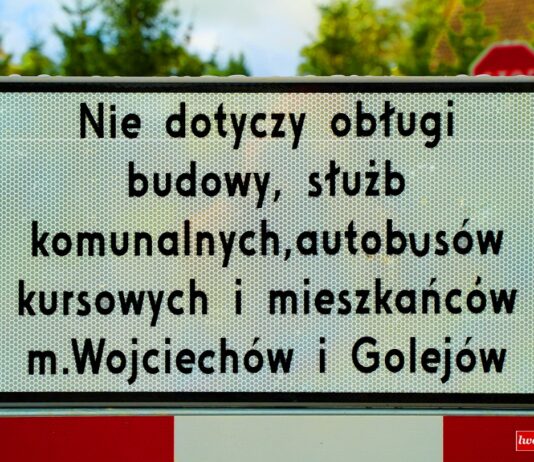 Nie dotyczy obługi
budowy, służb
komunalnych,autobusów
kursowych i mieszkańców
m.Wojciechów i Golejów